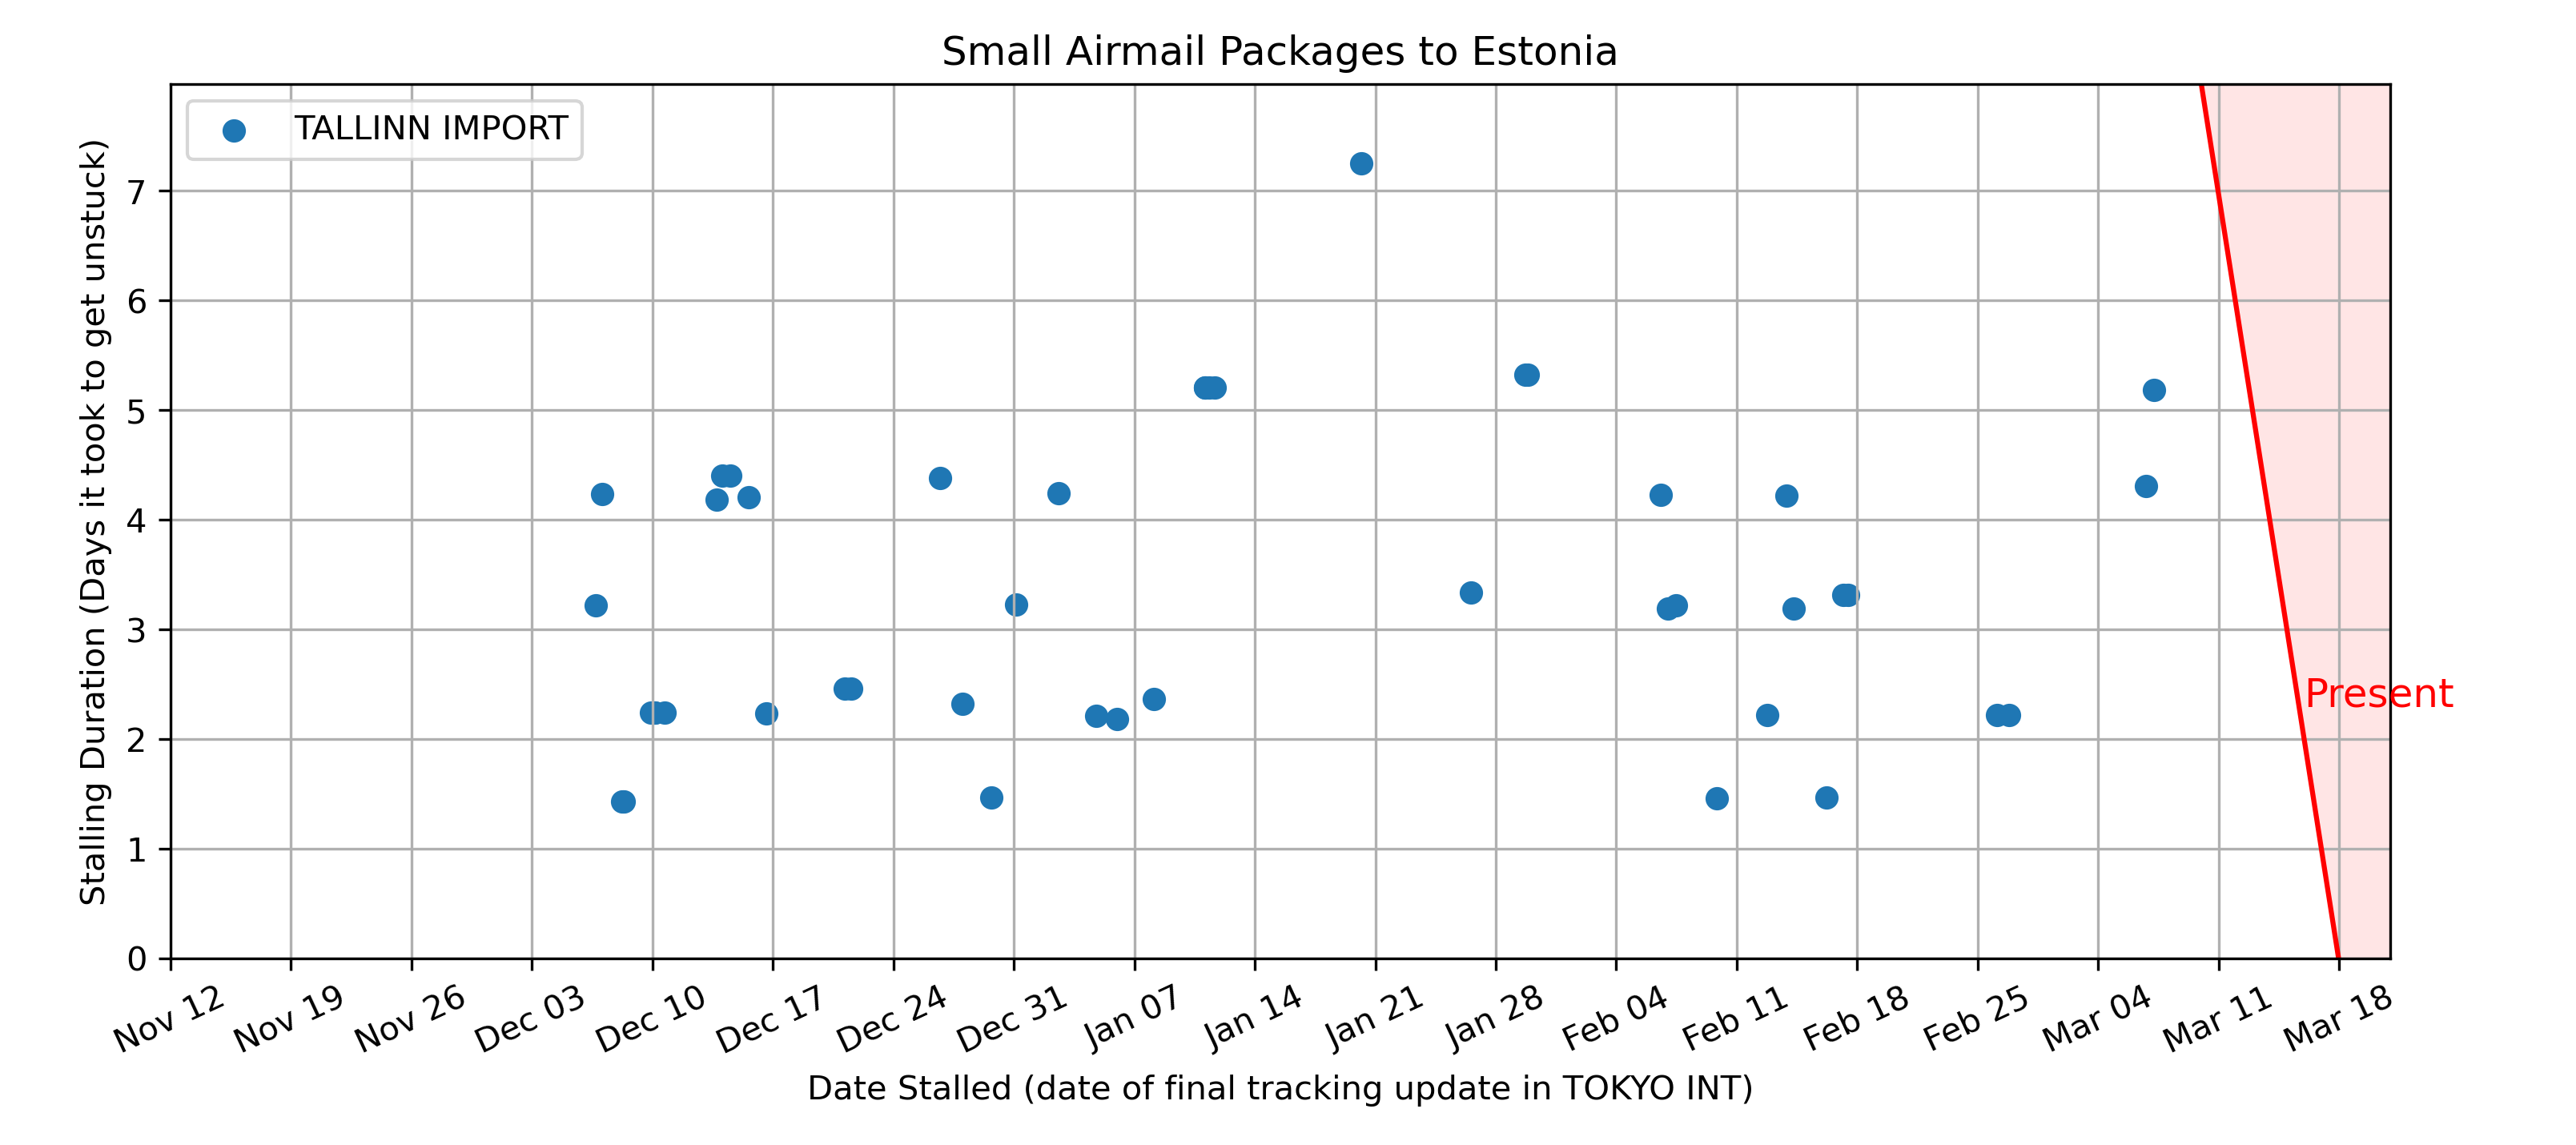 Small Airmail Packages to Estonia
TALLINN IMPORT
Stalling Duration (Days it took to get unstuck)
7
6
5
4
3
2
1
0
Present
Nov 12
Nov 19
Nov 26
Dec 03
Dec 10
Dec 17
Dec 24
Dec 31
Jan 07
Jan 14
Jan 21
Jan 28
Feb 04
Feb 11
Feb 18
Feb 25
Mar 04
Mar 11
Mar 18
Date Stalled (date of final tracking update in TOKYO INT)